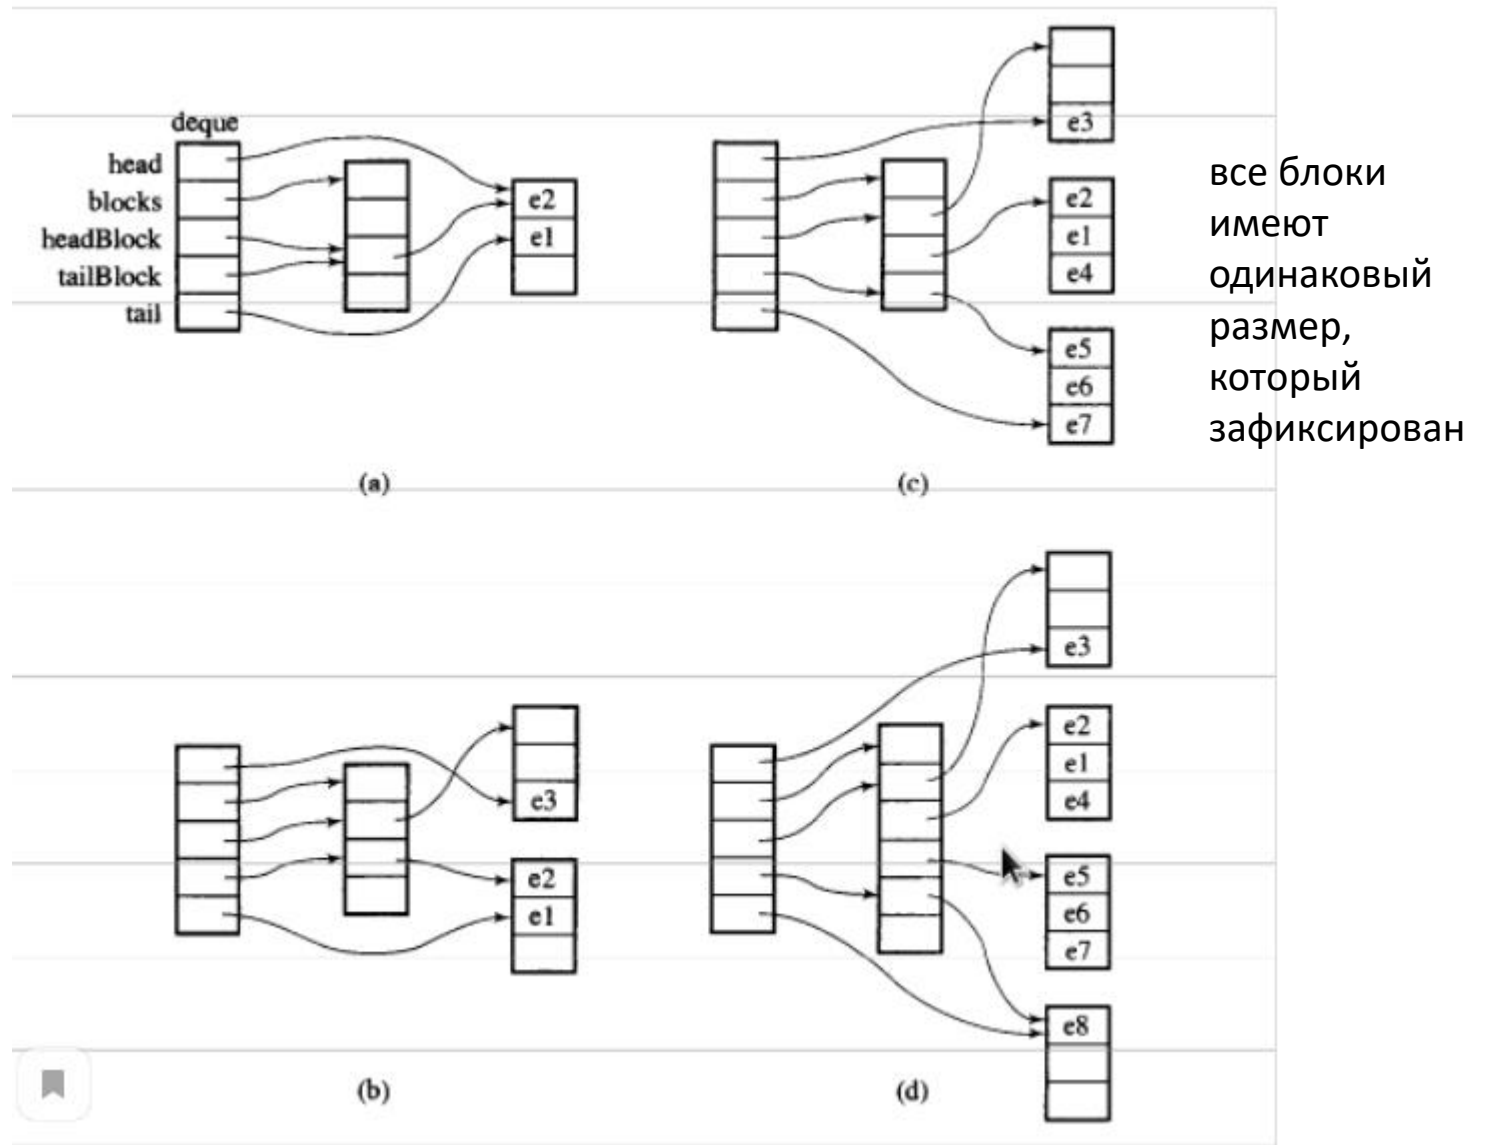 deque
head
blocks
headBlock
tailBlock
tail
e2
e1
(a)
e3
e2
e1
e4
e5
e6
e7
(c)
все блоки
имеют
одинаковый
размер,
который
зафиксирован
e3
e2
e1
(b)
e3
e2
e1
e4
e5
e6
e7
e8
(d)